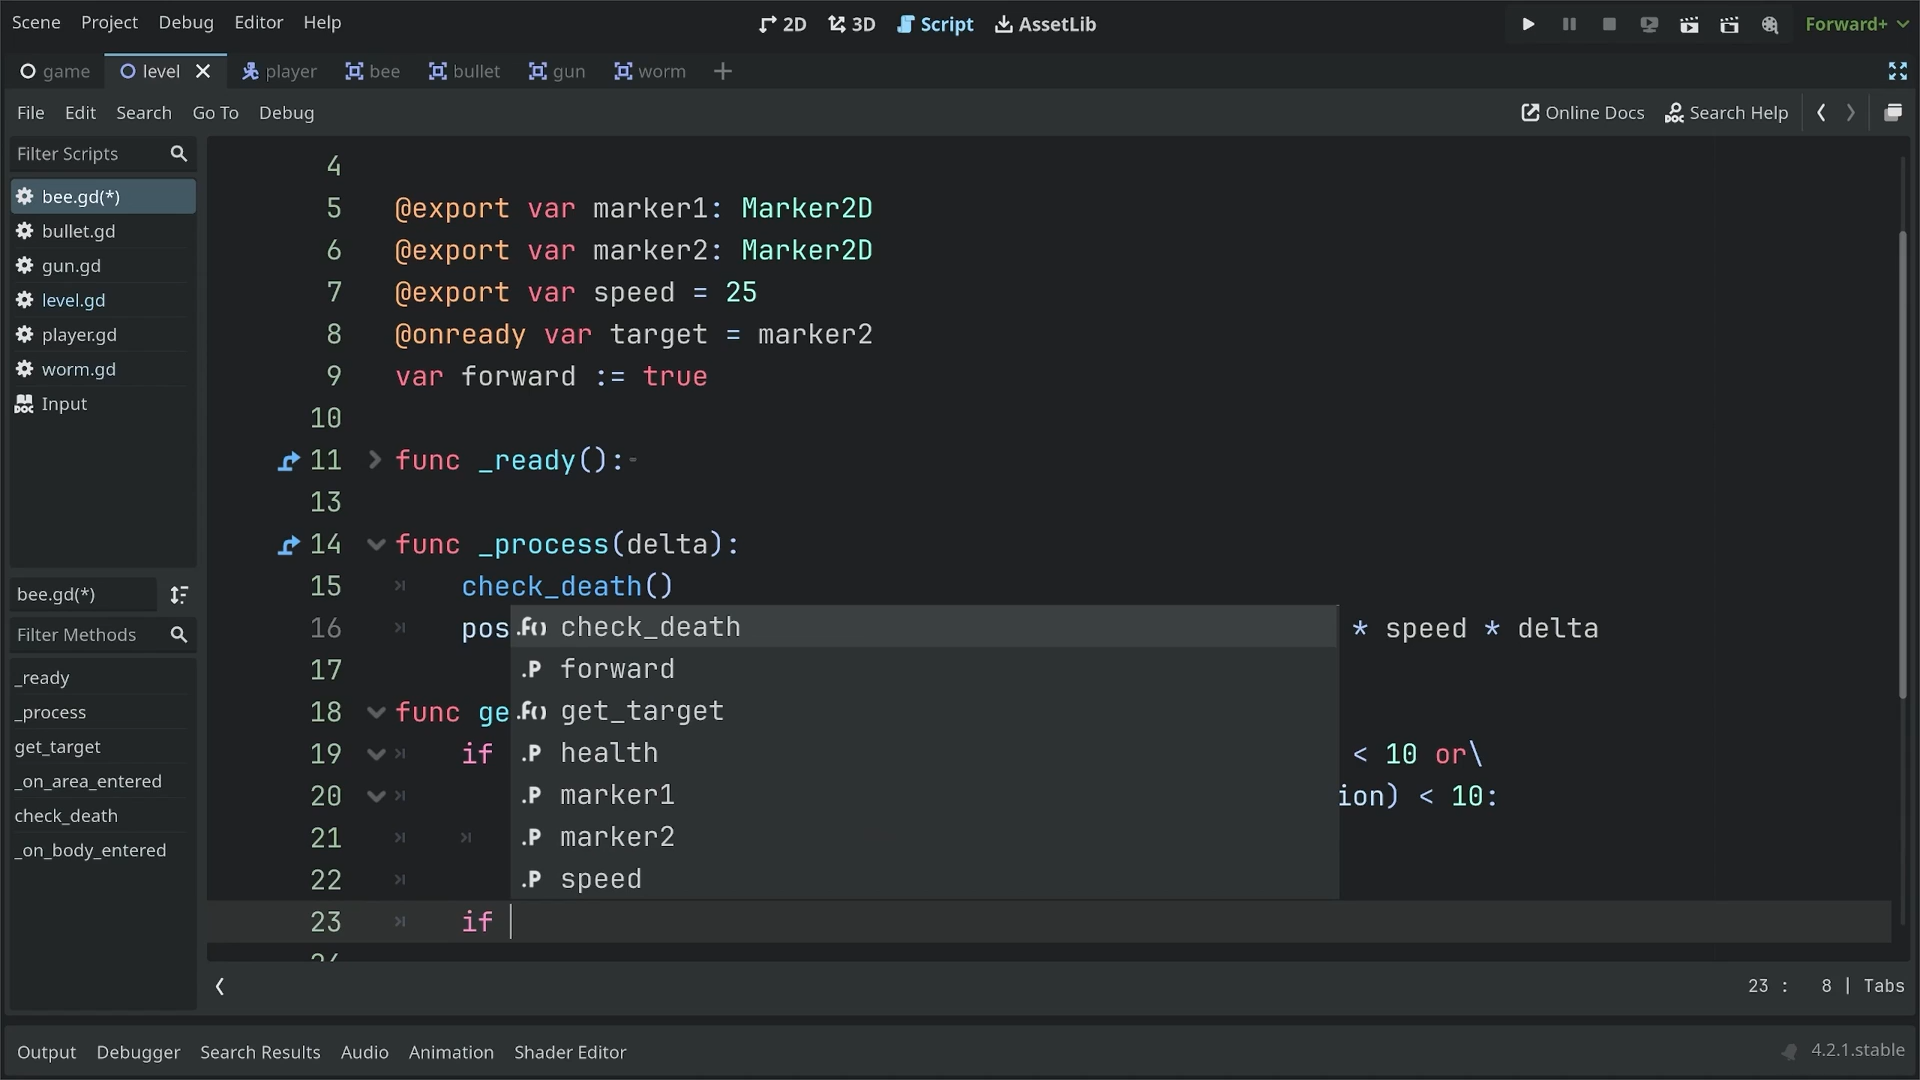 Scene Project Debug Editor Help
2D 3D Script AssetLib
Forward+
game level player bee bullet gun worm
File Edit Search Go To Debug
Online Docs Search Help
Filter Scripts
bee.gd(*)
bullet.gd
gun.gd
level.gd
player.gd
worm.gd
Input
bee.gd(*)
Filter Methods
_ready
_process
get_target
_on_area_entered
check_death
_on_body_entered
4
5 @export var marker1: Marker2D
6 @export var marker2: Marker2D
7 @export var speed = 25
8 @onready var target = marker2
9 var forward := true
10
11 func _ready():
13
14 func _process(delta):
15 check_death()
16 pos * speed * delta
17
18 func ge
19 if < 10 or\
20 ion) < 10:
21
22
23 if
24
check_death
forward
get_target
health
marker1
marker2
speed
23 : 8 | Tabs
Output Debugger Search Results Audio Animation Shader Editor
4.2.1.stable